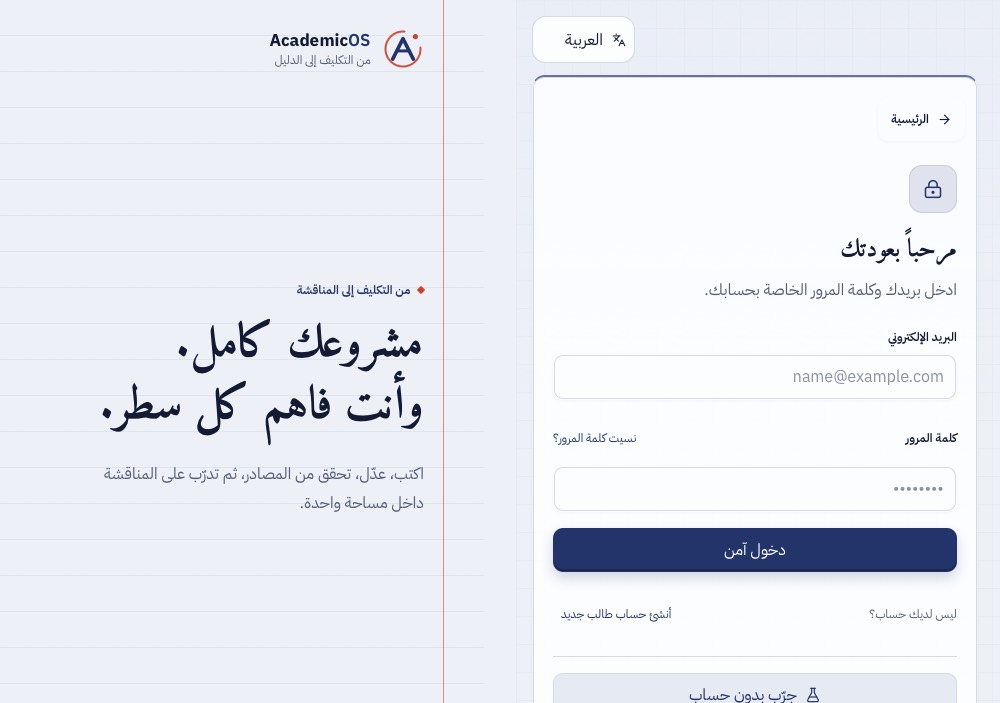 العربية
الرئيسية
مرحباً بعودتك
ادخل بريدك وكلمة المرور الخاصة بحسابك.
البريد الإلكتروني
name@example.com
كلمة المرور
نسيت كلمة المرور؟
••••••••
دخول آمن
ليس لديك حساب؟
أنشئ حساب طالب جديد
جرّب بدون حساب
AcademicOS
من التكليف إلى الدليل
من التكليف إلى المناقشة
مشروعك كامل.
وأنت فاهم كل سطر.
اكتب، عدّل، تحقق من المصادر، ثم تدرّب على المناقشة
داخل مساحة واحدة.